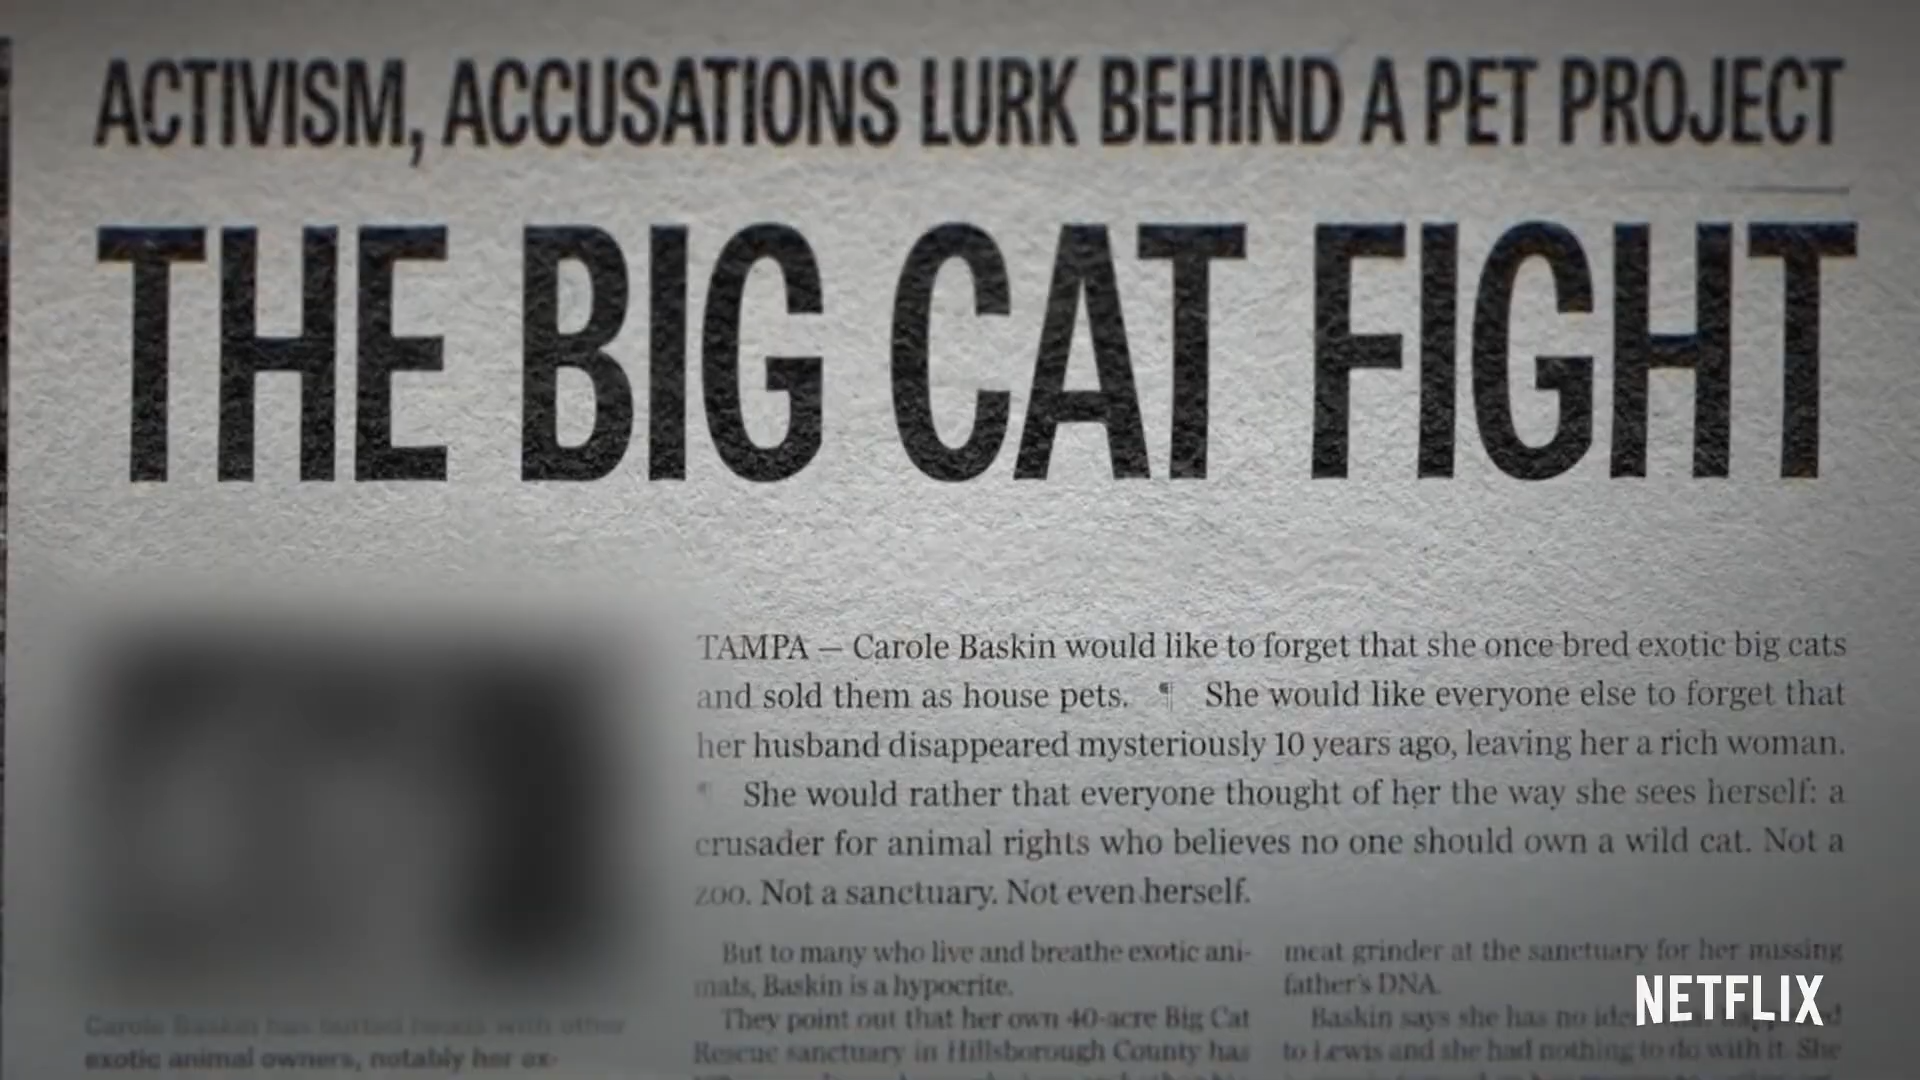 ACTIVISM, ACCUSATIONS LURK BEHIND A PET PROJECT
THE BIG CAT FIGHT
TAMPA — Carole Baskin would like to forget that she once bred exotic big cats
and sold them as house pets. ¶ She would like everyone else to forget that
her husband disappeared mysteriously 10 years ago, leaving her a rich woman.
¶ She would rather that everyone thought of her the way she sees herself: a
crusader for animal rights who believes no one should own a wild cat. Not a
zoo. Not a sanctuary. Not even herself.
But to many who live and breathe exotic ani-
mals, Baskin is a hypocrite.
They point out that her own 40-acre Big Cat
Rescue sanctuary in Hillsborough County has
meat grinder at the sanctuary for her missing
father's DNA.
Baskin says she has no
to Lewis and she had nothing to do with it. She
Carole Baskin has butted heads with other
exotic animal owners, notably her ex-
NETFLIX